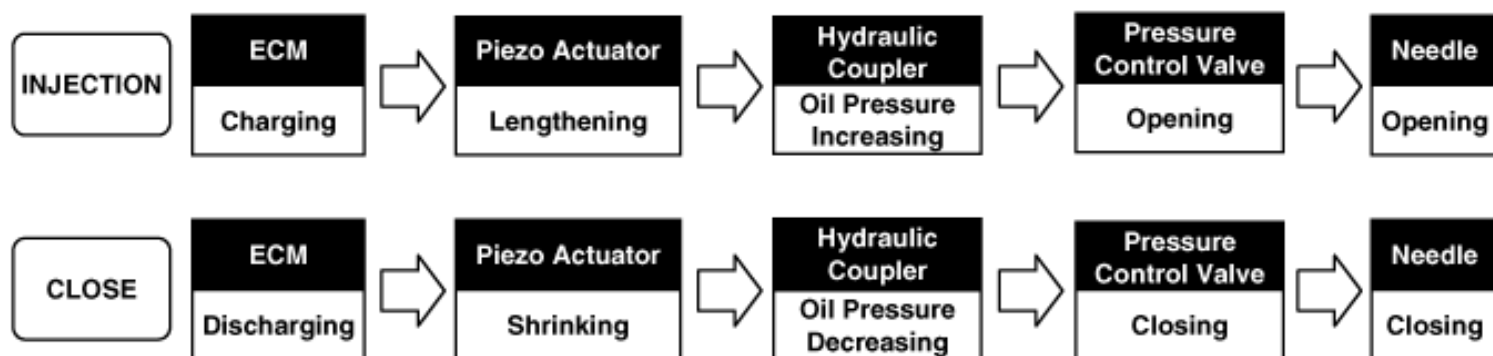 INJECTION
ECM
Charging
Piezo Actuator
Lengthening
Hydraulic
Coupler
Oil Pressure
Increasing
Pressure
Control Valve
Opening
Needle
Opening
CLOSE
ECM
Discharging
Piezo Actuator
Shrinking
Hydraulic
Coupler
Oil Pressure
Decreasing
Pressure
Control Valve
Closing
Needle
Closing